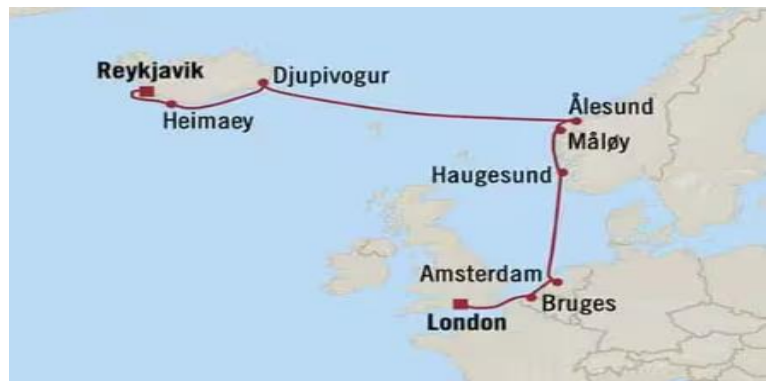 Reykjavik
Djupivogur
Heimaey
Ålesund
Måløy
Haugesund
Amsterdam
Bruges
London